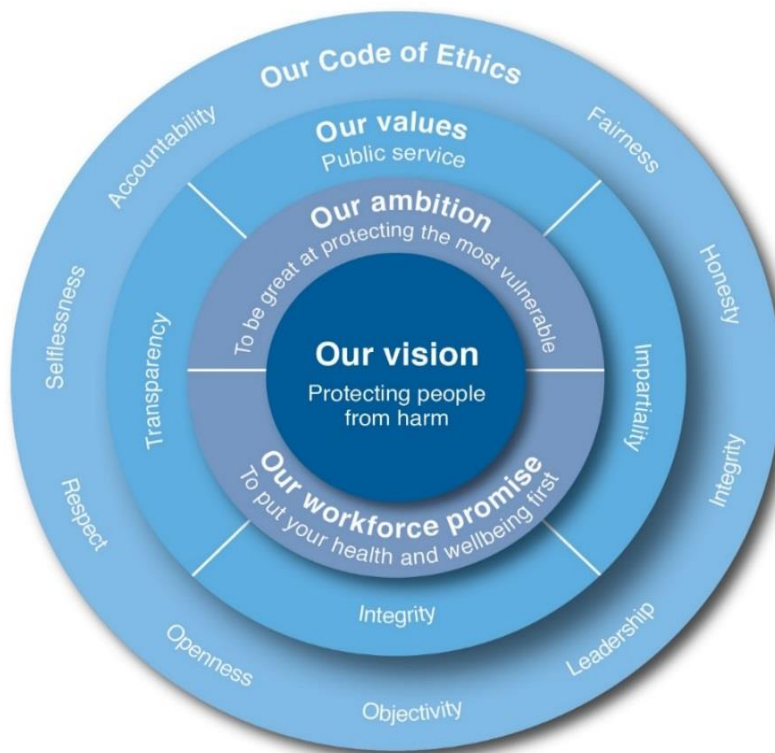 Our Code of Ethics
Fairness
Honesty
Integrity
Leadership
Objectivity
Openness
Respect
Selflessness
Accountability
Our values
Public service
Impartiality
Integrity
Transparency
Our ambition
To be great at protecting the most vulnerable
Our vision
Protecting people
from harm
Our workforce promise
To put your health and wellbeing first